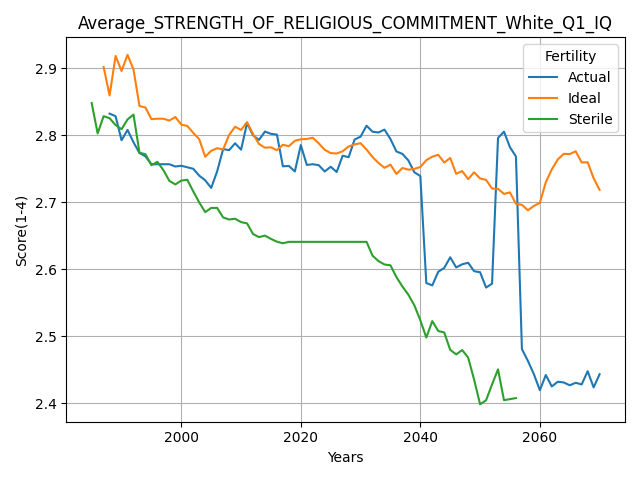 Average_STRENGTH_OF_RELIGIOUS_COMMITMENT_White_Q1_IQ
Fertility
Actual
Ideal
Sterile
Score(1-4)
2.9
2.8
2.7
2.6
2.5
2.4
2000
2020
2040
2060
Years